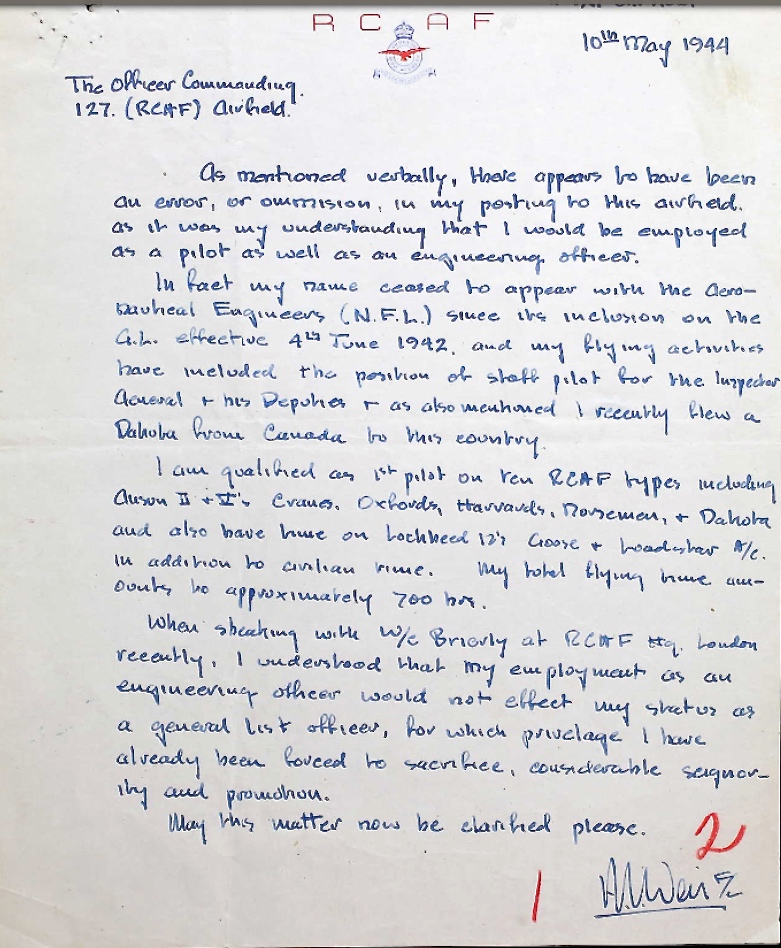 R C A F
10th May 1944
The Officer Commanding.
127. (RCAF) Airfield.
As mentioned verbally, there appears to have been
an error, or ommision, in my posting to this airfield.
as it was my understanding that I would be employed
as a pilot as well as an engineering officer.
In fact my name ceased to appear with the Aero-
nautical Engineers (N.F.L.) since its inclusion on the
G.L. effective 4th June 1942, and my flying activities
have included the position of staff pilot for the Inspector
General + his Deputies + as also mentioned I recently flew a
Dakota from Canada to this country.
I am qualified as 1st pilot on ten RCAF types including
Anson II + V's Cranes, Oxfords, Harvards, Norsemen, + Dakota
and also have time on Lockheed 12's Goose + Loadstar A/c.
in addition to civilian time. My total flying time am-
ounts to approximately 700 hrs.
When speaking with W/c Brierly at RCAF Hq. London
recently, I understood that my employment as an
engineering officer would not effect my status as
a general list officer, for which privelage I have
already been forced to sacrifice, considerable seignor-
ity and promotion.
May this matter now be clarified please.
2
1